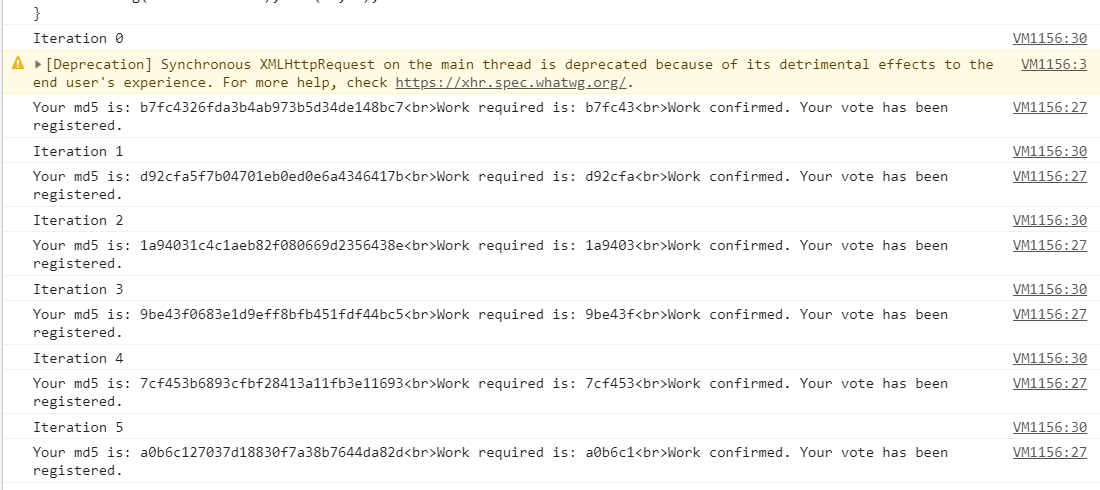 }
Iteration 0 VM1156:30
[Deprecation] Synchronous XMLHttpRequest on the main thread is deprecated because of its detrimental effects to the VM1156:3
end user's experience. For more help, check https://xhr.spec.whatwg.org/.
Your md5 is: b7fc4326fda3b4ab973b5d34de148bc7<br>Work required is: b7fc43<br>Work confirmed. Your vote has been VM1156:27
registered.
Iteration 1 VM1156:30
Your md5 is: d92cfa5f7b04701eb0ed0e6a4346417b<br>Work required is: d92cfa<br>Work confirmed. Your vote has been VM1156:27
registered.
Iteration 2 VM1156:30
Your md5 is: 1a94031c4c1aeb82f080669d2356438e<br>Work required is: 1a9403<br>Work confirmed. Your vote has been VM1156:27
registered.
Iteration 3 VM1156:30
Your md5 is: 9be43f0683e1d9eff8bfb451fdf44bc5<br>Work required is: 9be43f<br>Work confirmed. Your vote has been VM1156:27
registered.
Iteration 4 VM1156:30
Your md5 is: 7cf453b6893cfbf28413a11fb3e11693<br>Work required is: 7cf453<br>Work confirmed. Your vote has been VM1156:27
registered.
Iteration 5 VM1156:30
Your md5 is: a0b6c127037d18830f7a38b7644da82d<br>Work required is: a0b6c1<br>Work confirmed. Your vote has been VM1156:27
registered.